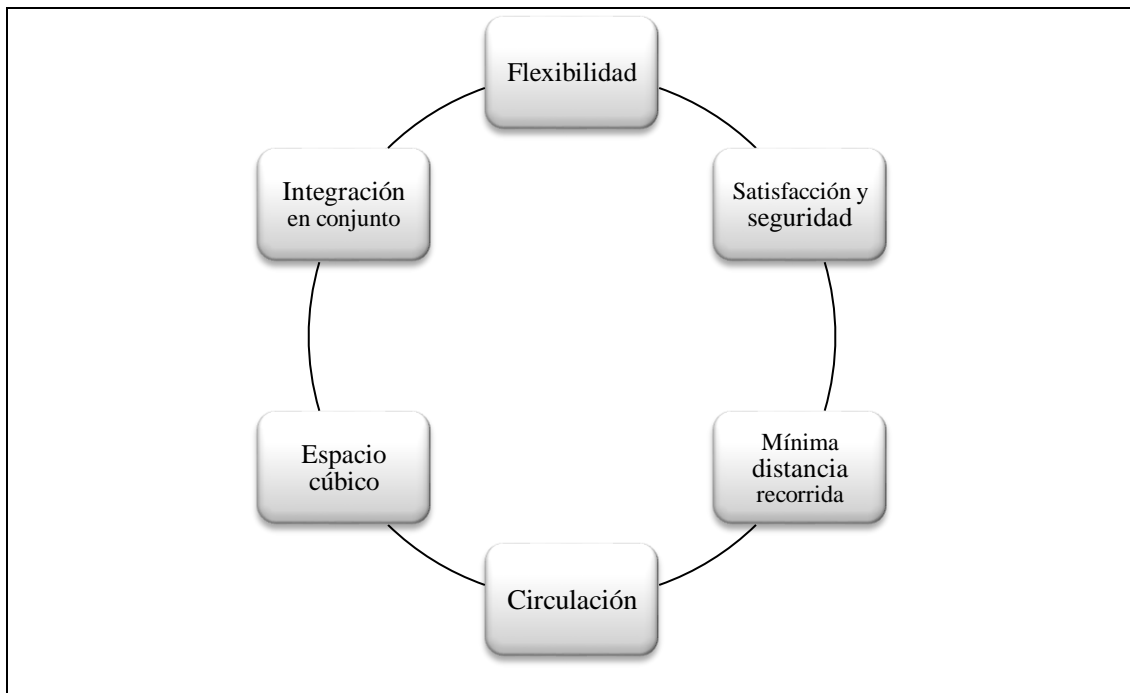 Flexibilidad
Satisfacción y
seguridad
Mínima
distancia
recorrida
Circulación
Espacio
cúbico
Integración
en conjunto